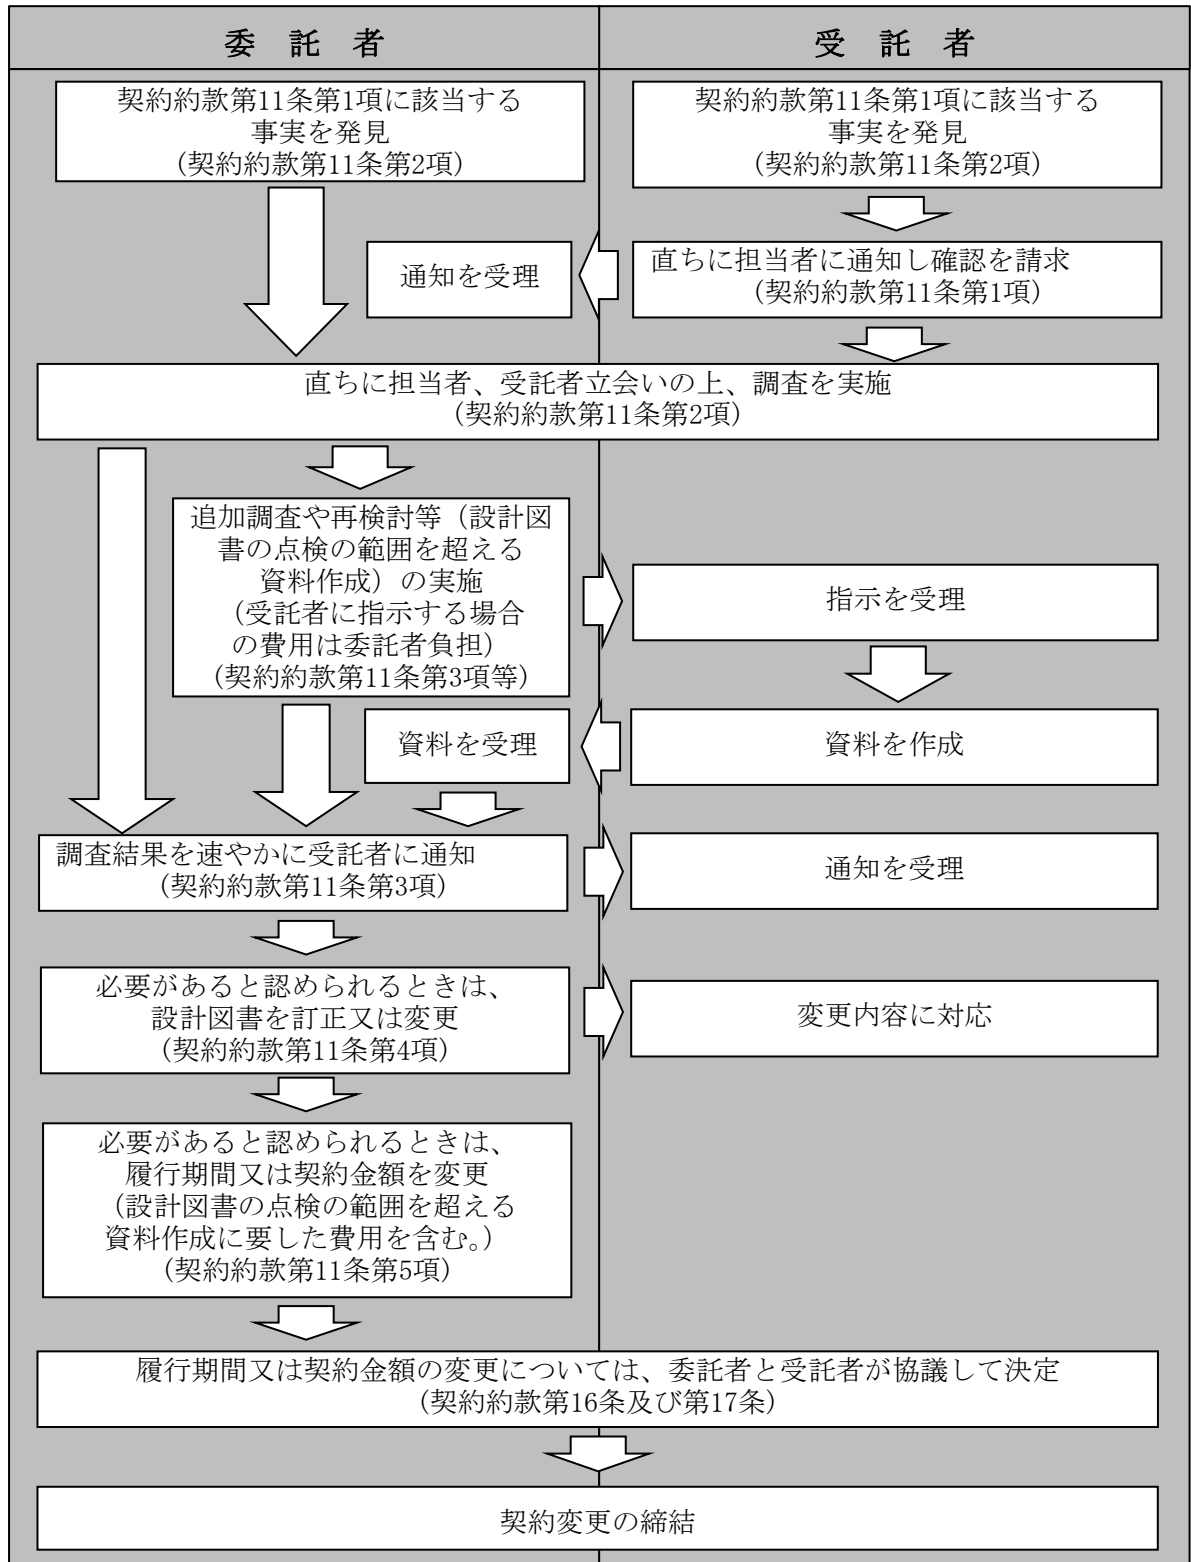 委 託 者
受 託 者
契約約款第11条第1項に該当する
事実を発見
(契約約款第11条第2項)
契約約款第11条第1項に該当する
事実を発見
(契約約款第11条第2項)
通知を受理
直ちに担当者に通知し確認を請求
(契約約款第11条第1項)
直ちに担当者、受託者立会いの上、調査を実施
(契約約款第11条第2項)
追加調査や再検討等（設計図
書の点検の範囲を超える
資料作成）の実施
（受託者に指示する場合
の費用は委託者負担）
(契約約款第11条第3項等)
指示を受理
資料を受理
資料を作成
調査結果を速やかに受託者に通知
(契約約款第11条第3項)
通知を受理
必要があると認められるときは、
設計図書を訂正又は変更
(契約約款第11条第4項)
変更内容に対応
必要があると認められるときは、
履行期間又は契約金額を変更
（設計図書の点検の範囲を超える
資料作成に要した費用を含む。）
(契約約款第11条第5項)
履行期間又は契約金額の変更については、委託者と受託者が協議して決定
(契約約款第16条及び第17条)
契約変更の締結